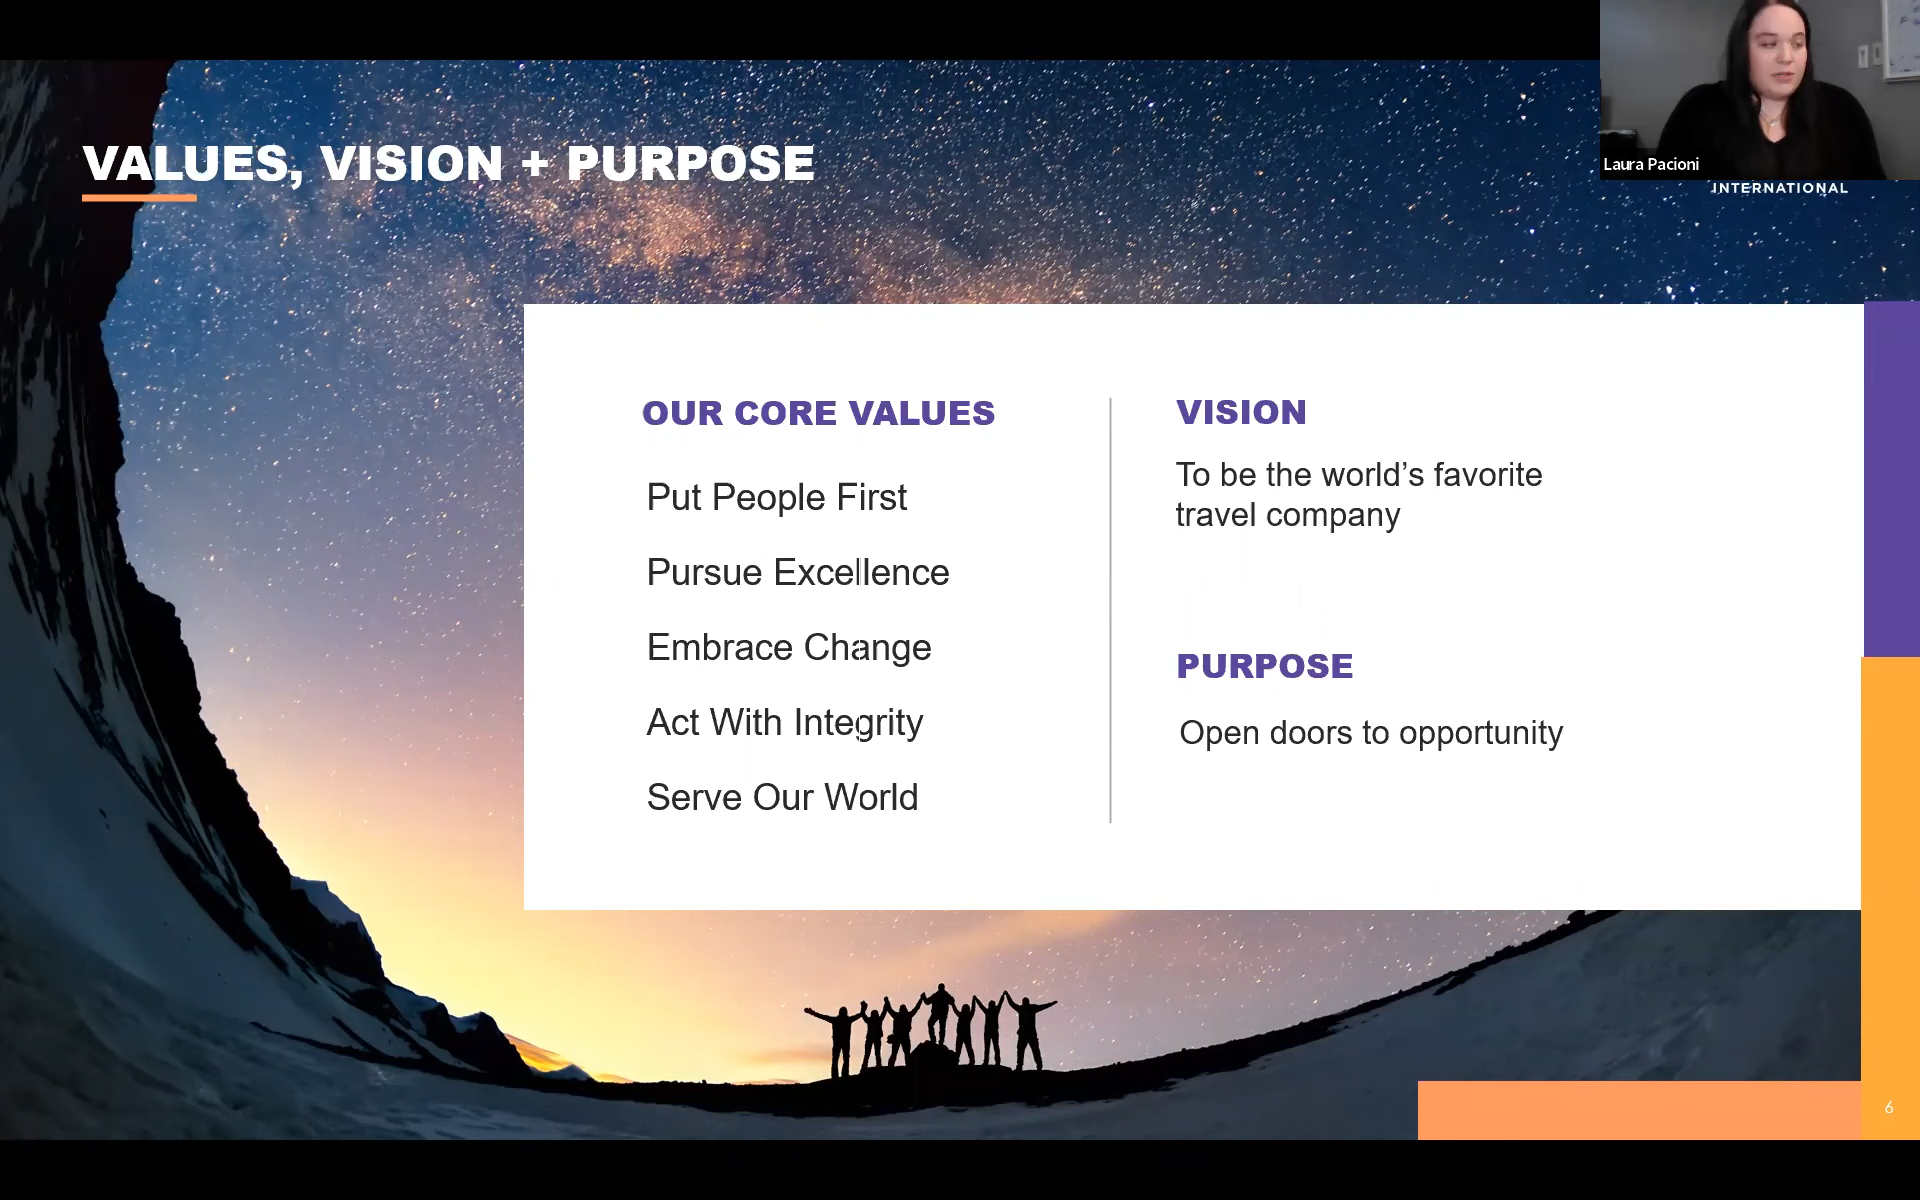 Laura Pacioni
INTERNATIONAL
VALUES, VISION + PURPOSE
OUR CORE VALUES
Put People First
Pursue Excellence
Embrace Change
Act With Integrity
Serve Our World
VISION
To be the world’s favorite
travel company
PURPOSE
Open doors to opportunity
6